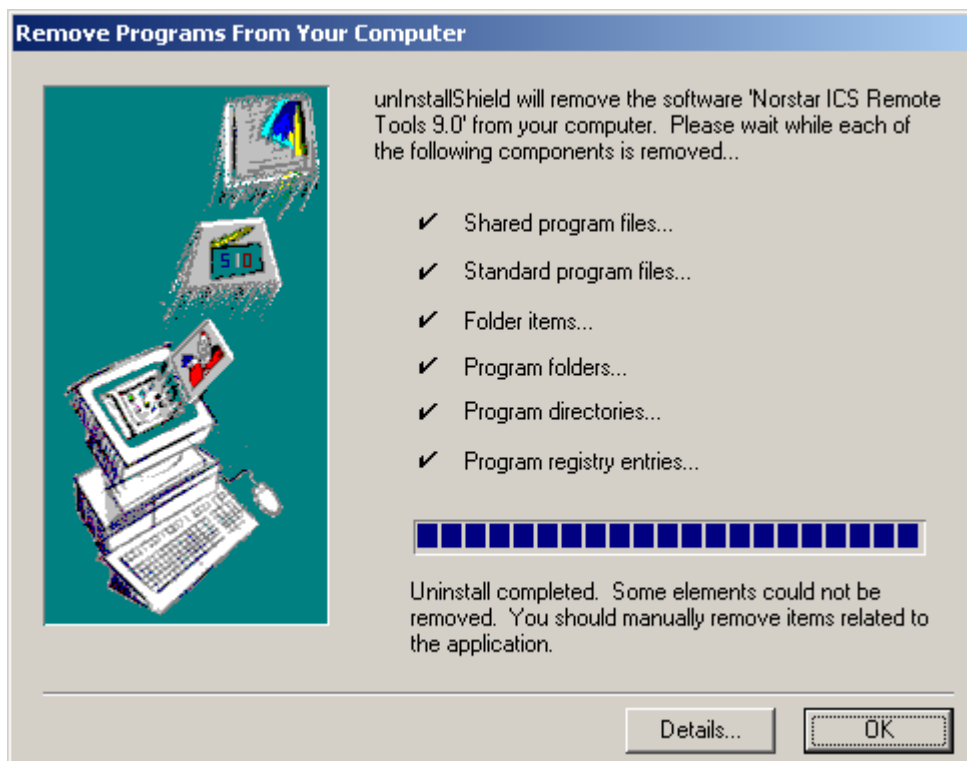 Remove Programs From Your Computer
unInstallShield will remove the software 'Norstar ICS Remote
Tools 9.0' from your computer.  Please wait while each of
the following components is removed...
✔ Shared program files...
✔ Standard program files...
✔ Folder items...
✔ Program folders...
✔ Program directories...
✔ Program registry entries...
Uninstall completed.  Some elements could not be
removed.  You should manually remove items related to
the application.
Details...
OK